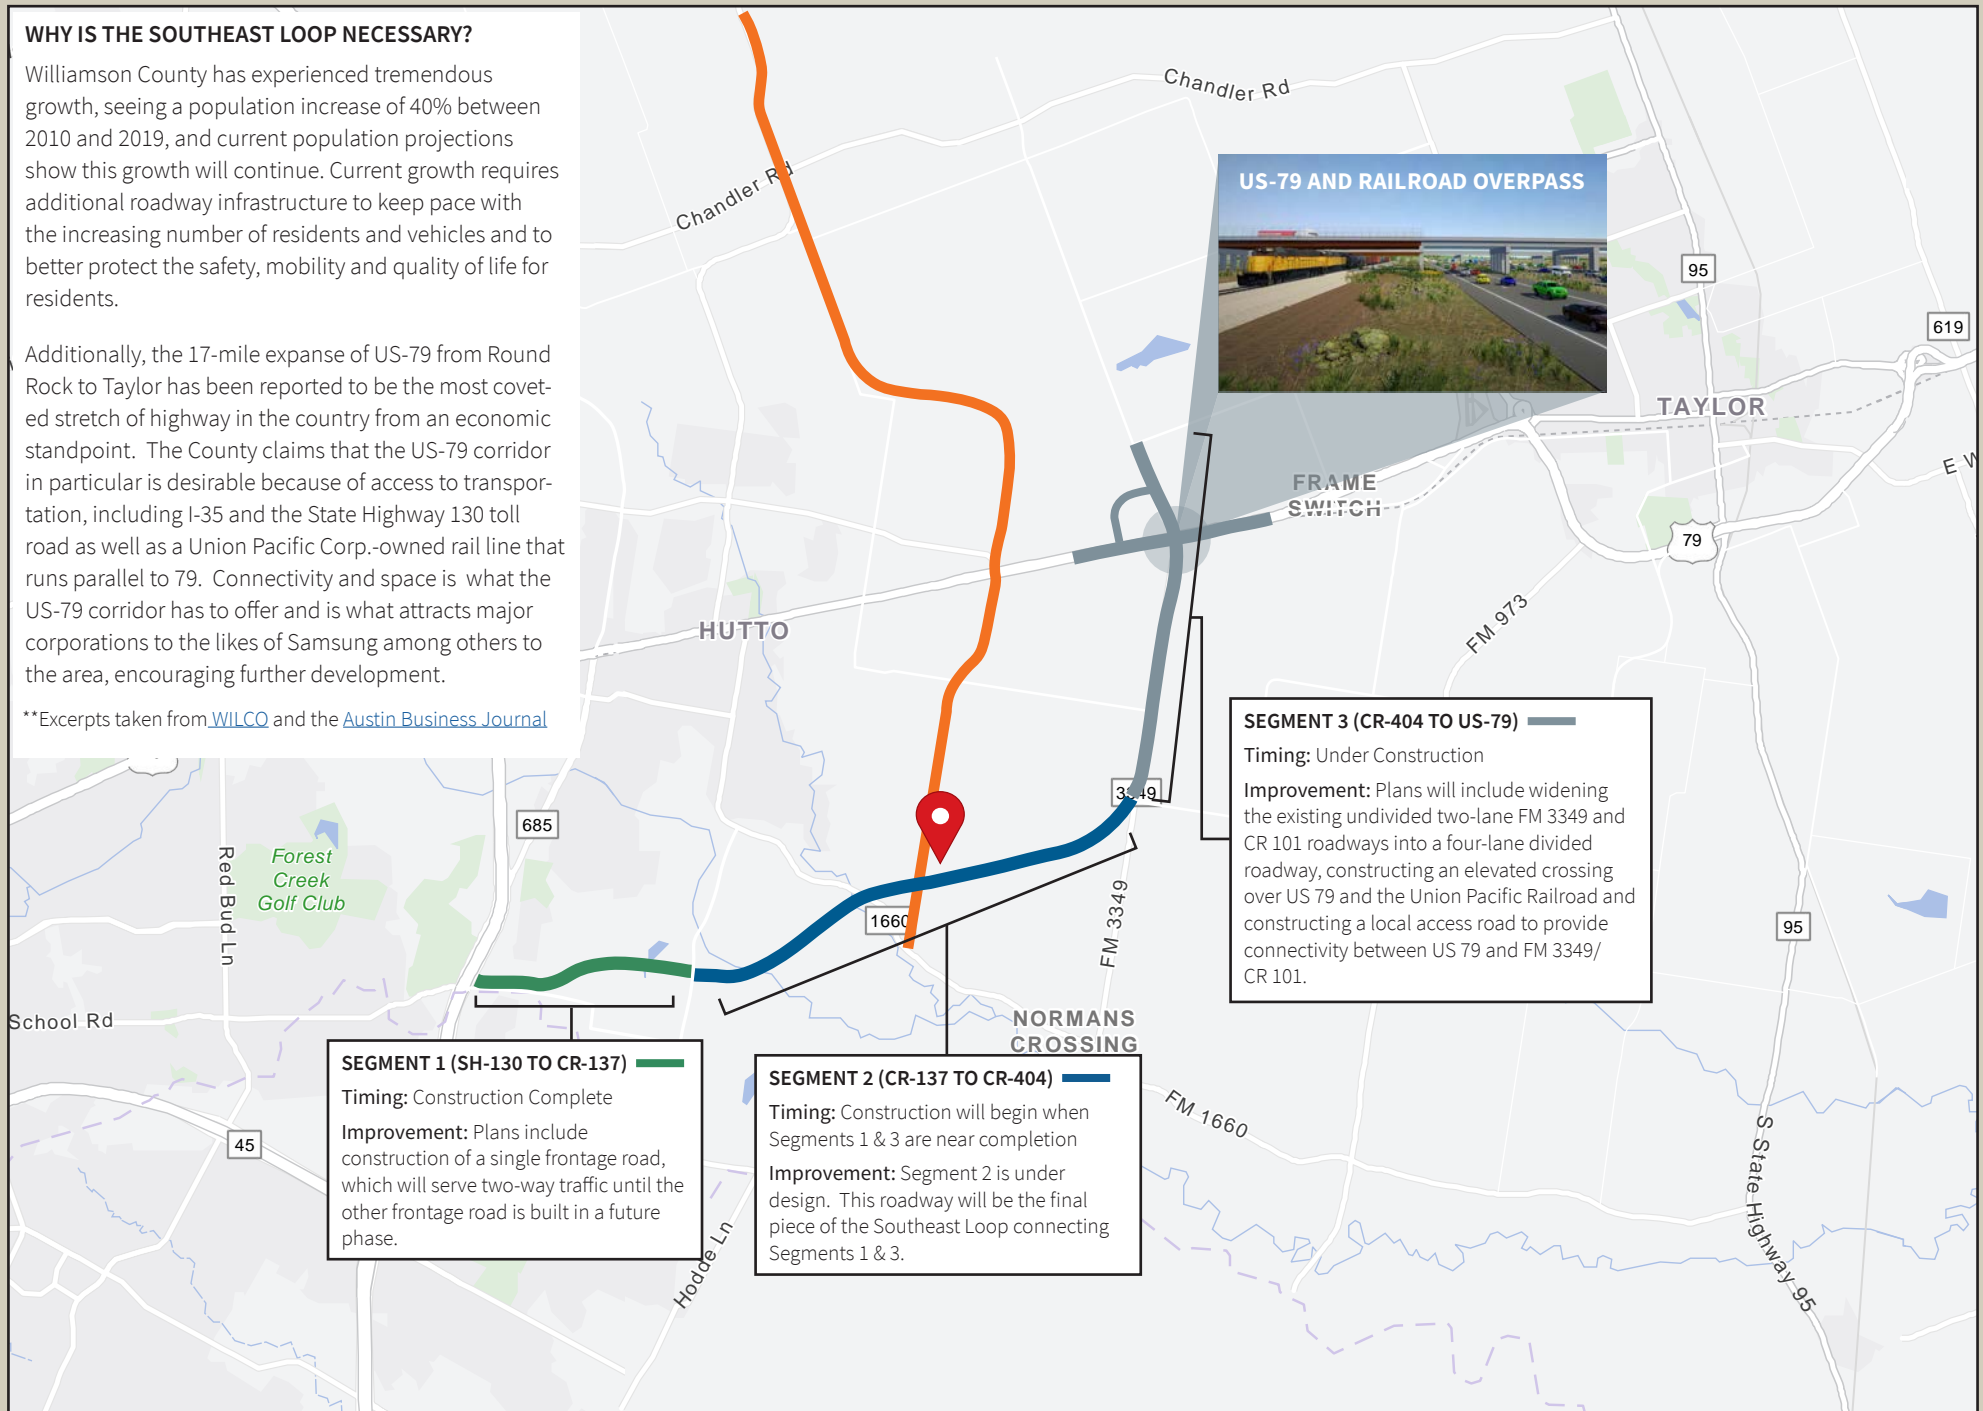 WHY IS THE SOUTHEAST LOOP NECESSARY?
Williamson County has experienced tremendous
growth, seeing a population increase of 40% between
2010 and 2019, and current population projections
show this growth will continue. Current growth requires
additional roadway infrastructure to keep pace with
the increasing number of residents and vehicles and to
better protect the safety, mobility and quality of life for
residents.
Additionally, the 17-mile expanse of US-79 from Round
Rock to Taylor has been reported to be the most covet-
ed stretch of highway in the country from an economic
standpoint. The County claims that the US-79 corridor
in particular is desirable because of access to transpor-
tation, including I-35 and the State Highway 130 toll
road as well as a Union Pacific Corp.-owned rail line that
runs parallel to 79. Connectivity and space is what the
US-79 corridor has to offer and is what attracts major
corporations to the likes of Samsung among others to
the area, encouraging further development.
**Excerpts taken from WILCO and the Austin Business Journal
Chandler Rd
Chandler Rd
US-79 AND RAILROAD OVERPASS
95
619
TAYLOR
E W
FRAME
SWITCH
79
HUTTO
FM 973
SEGMENT 3 (CR-404 TO US-79)
Timing: Under Construction
Improvement: Plans will include widening
the existing undivided two-lane FM 3349 and
CR 101 roadways into a four-lane divided
roadway, constructing an elevated crossing
over US 79 and the Union Pacific Railroad and
constructing a local access road to provide
connectivity between US 79 and FM 3349/
CR 101.
3349
685
Forest
Creek
Golf Club
Red Bud Ln
1660
FM 3349
95
School Rd
NORMANS
CROSSING
SEGMENT 1 (SH-130 TO CR-137)
Timing: Construction Complete
Improvement: Plans include
construction of a single frontage road,
which will serve two-way traffic until the
other frontage road is built in a future
phase.
SEGMENT 2 (CR-137 TO CR-404)
Timing: Construction will begin when
Segments 1 & 3 are near completion
Improvement: Segment 2 is under
design. This roadway will be the final
piece of the Southeast Loop connecting
Segments 1 & 3.
FM 1660
45
Hodde Ln
S State Highway 95